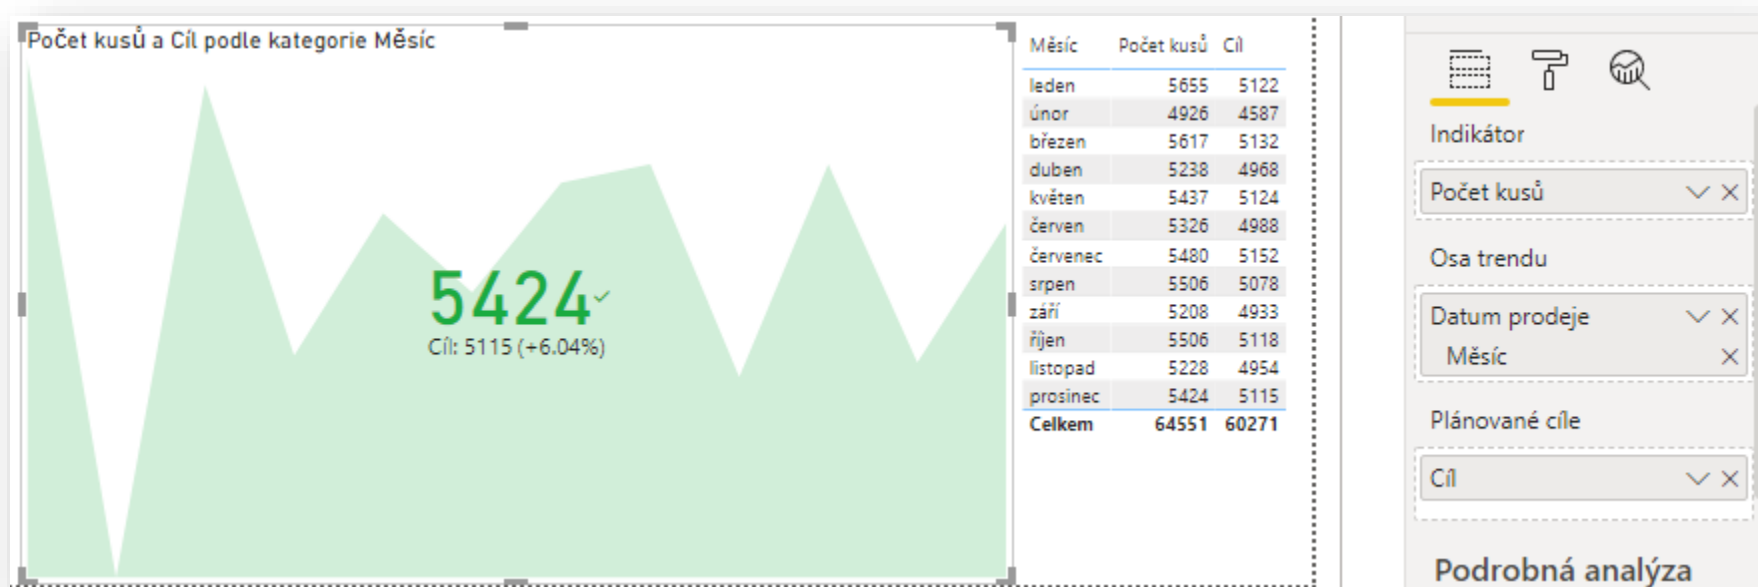 Počet kusů a Cíl podle kategorie Měsíc
5424
Cíl: 5115 (+6.04%)
Měsíc Počet kusů Cíl
leden 5655 5122
únor 4926 4587
březen 5617 5132
duben 5238 4968
květen 5437 5124
červen 5326 4988
červenec 5480 5152
srpen 5506 5078
září 5208 4933
říjen 5506 5118
listopad 5228 4954
prosinec 5424 5115
Celkem 64551 60271
Indikátor
Počet kusů
Osa trendu
Datum prodeje
Měsíc
Plánované cíle
Cíl
Podrobná analýza